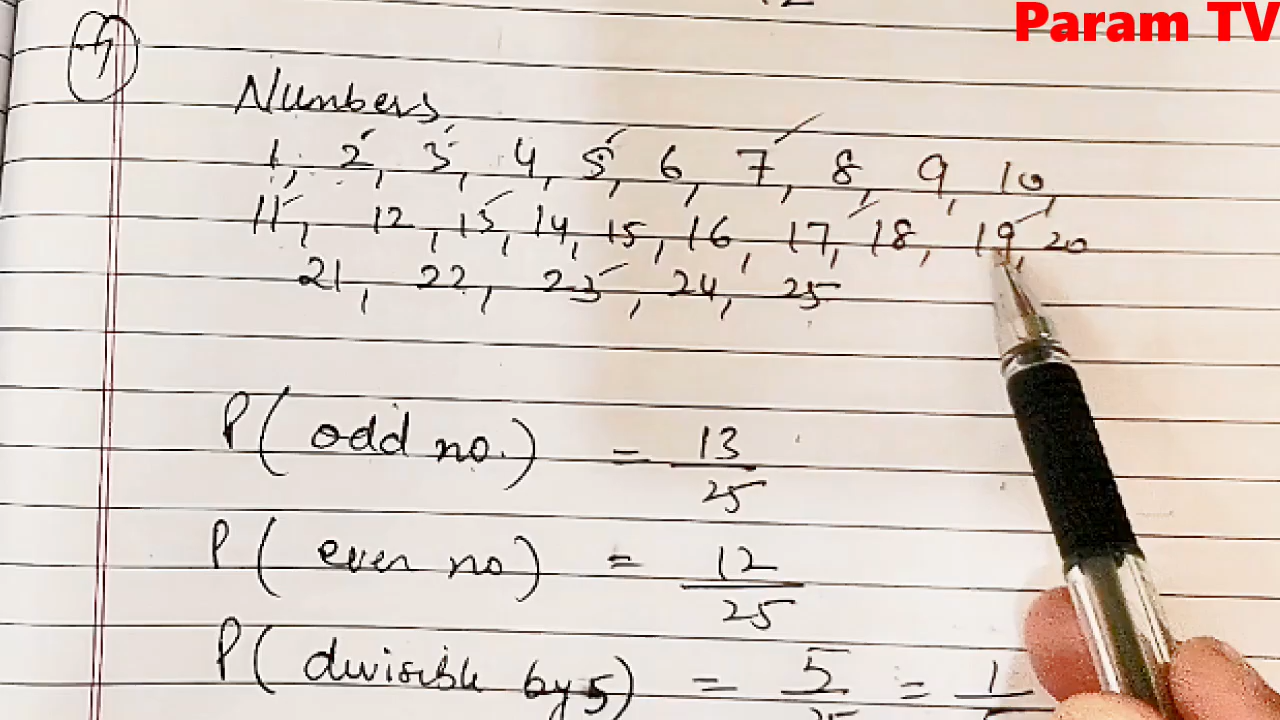 Param TV
4
Numbers
1, 2, 3, 4, 5, 6, 7, 8, 9, 10,
11, 12, 13, 14, 15, 16, 17, 18, 19, 20
21, 22, 23, 24, 25
P( odd no.) = 13/25
P( even no) = 12/25
P( divisible by 5) = 5/25 = 1